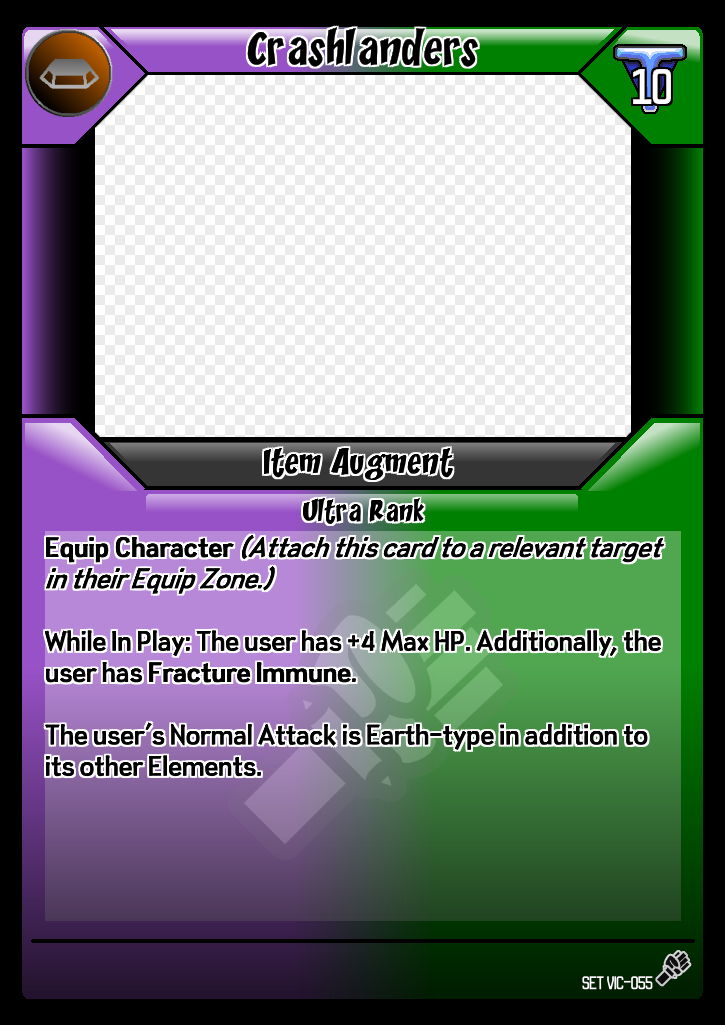 Crashlanders
10
Item Augment
Ultra Rank
Equip Character (Attach this card to a relevant target
in their Equip Zone.)
While In Play: The user has +4 Max HP. Additionally, the
user has Fracture Immune.
The user's Normal Attack is Earth-type in addition to
its other Elements.
SET VIC-055